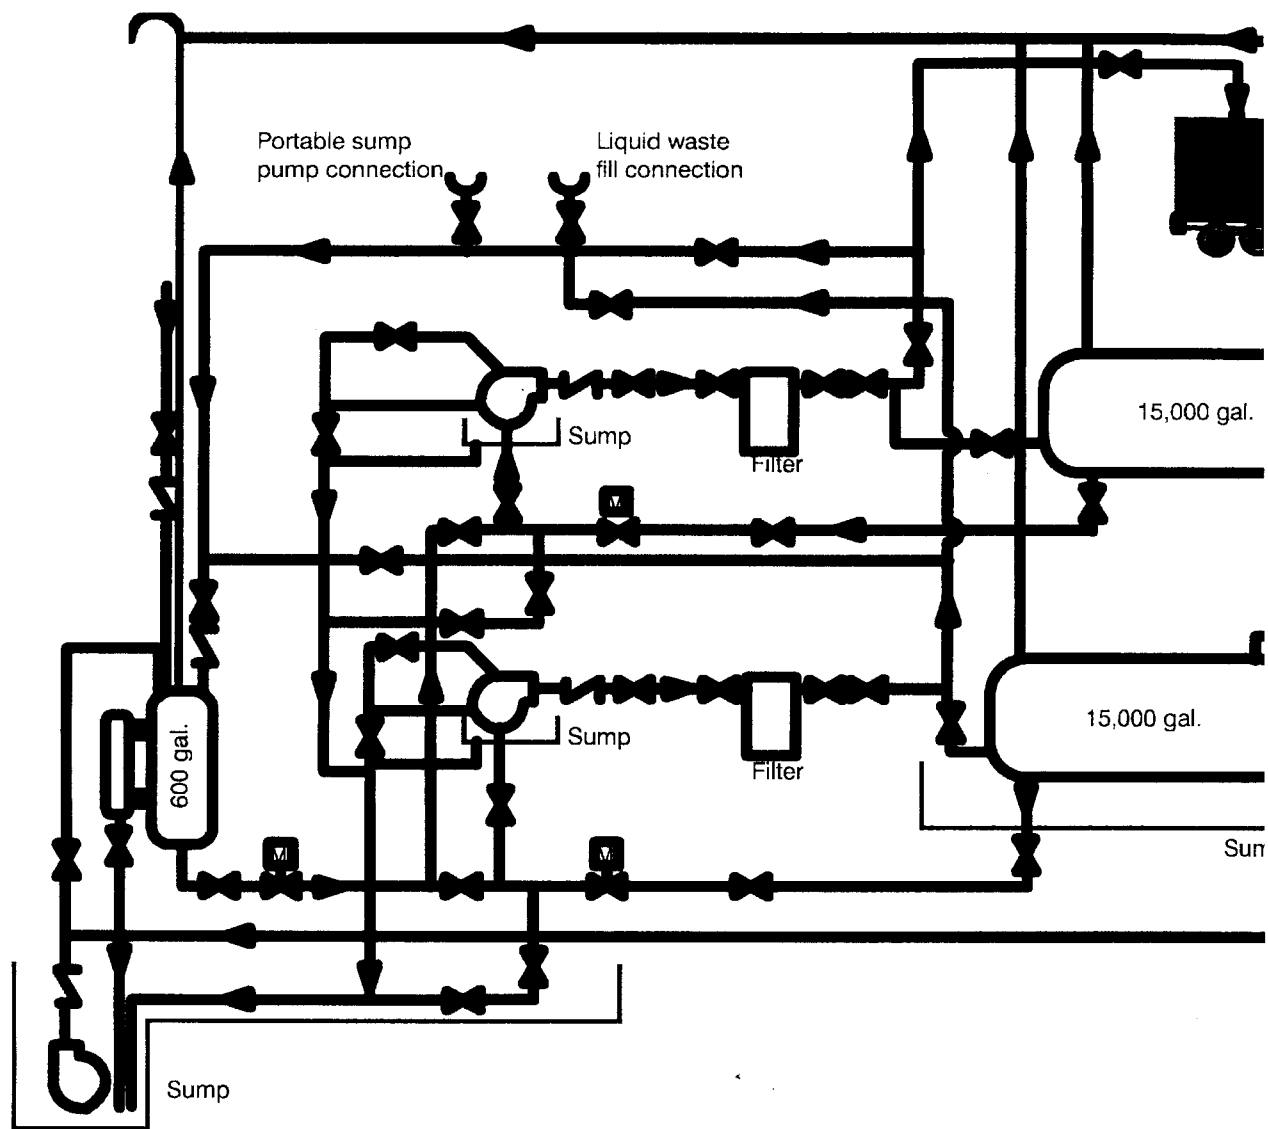 Portable sump
pump connection
Liquid waste
fill connection
15,000 gal.
Sump
Filter
M
15,000 gal.
Sump
Filter
600 gal.
M
M
Sum
Sump